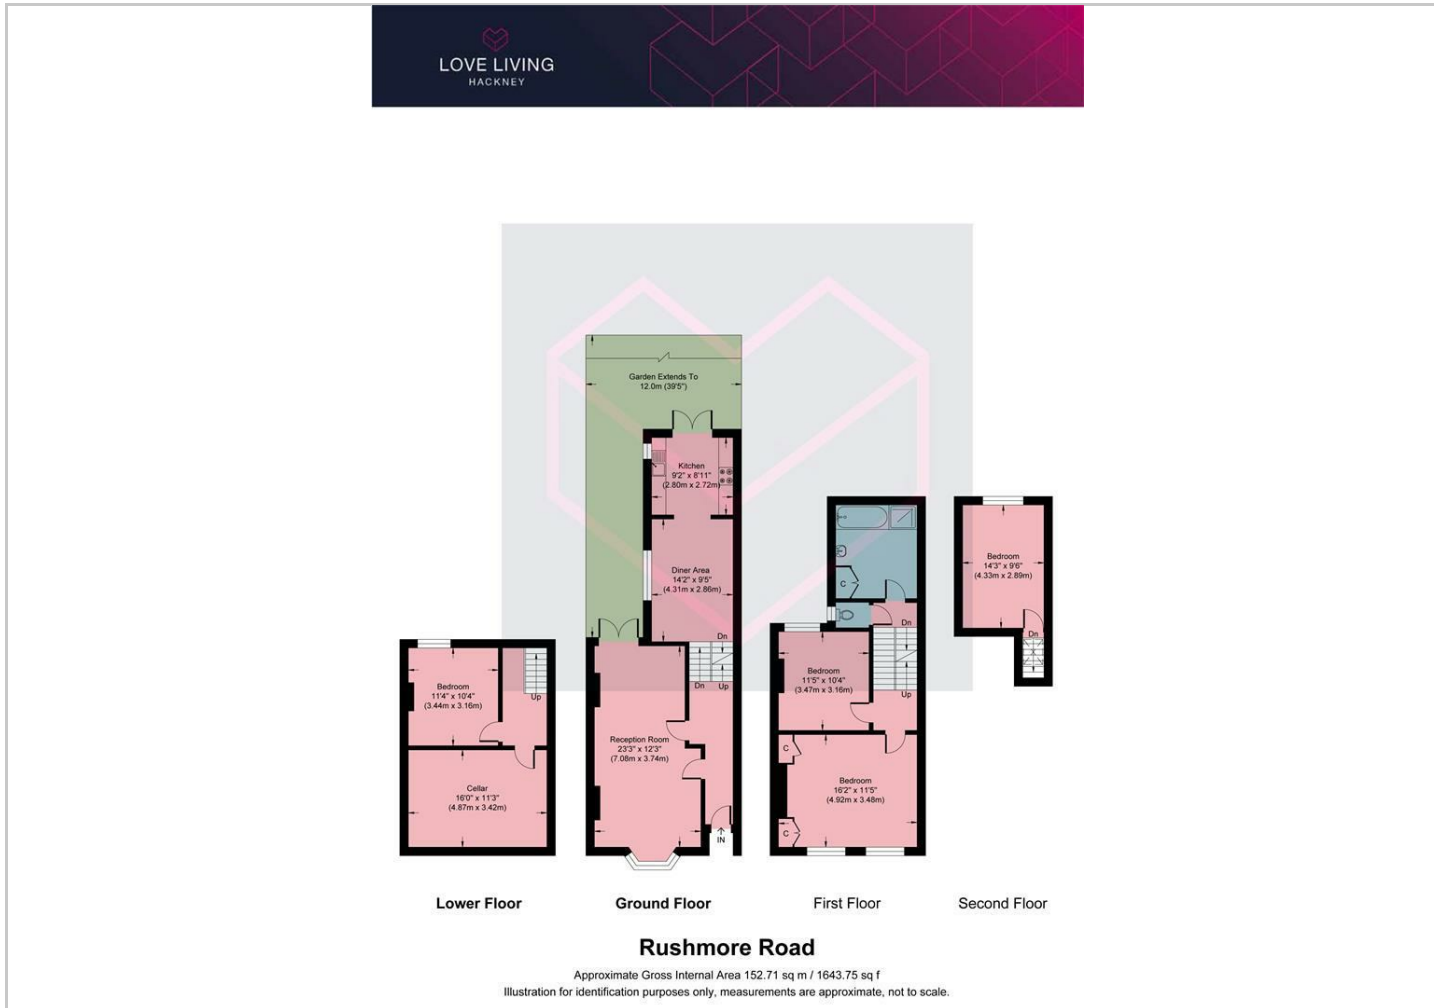 LOVE LIVING
HACKNEY
Garden Extends To
12.0m (39'5")
Kitchen
9'2" x 8'11"
(2.80m x 2.72m)
Diner Area
14'2" x 9'5"
(4.31m x 2.86m)
Dn
Dn
Up
Reception Room
23'3" x 12'3"
(7.08m x 3.74m)
IN
Bedroom
11'4" x 10'4"
(3.44m x 3.16m)
Up
Cellar
16'0" x 11'3"
(4.87m x 3.42m)
C
Dn
Bedroom
11'5" x 10'4"
(3.47m x 3.16m)
Up
C
Bedroom
16'2" x 11'5"
(4.92m x 3.48m)
C
Bedroom
14'3" x 9'6"
(4.33m x 2.89m)
Dn
Lower Floor
Ground Floor
First Floor
Second Floor
Rushmore Road
Approximate Gross Internal Area 152.71 sq m / 1643.75 sq f
Illustration for identification purposes only, measurements are approximate, not to scale.